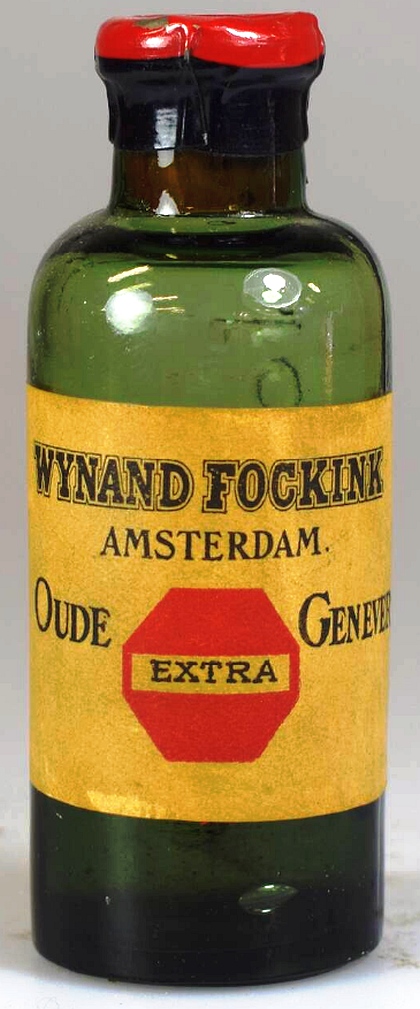 WYNAND FOCKINK
AMSTERDAM.
OUDE GENEVER
EXTRA